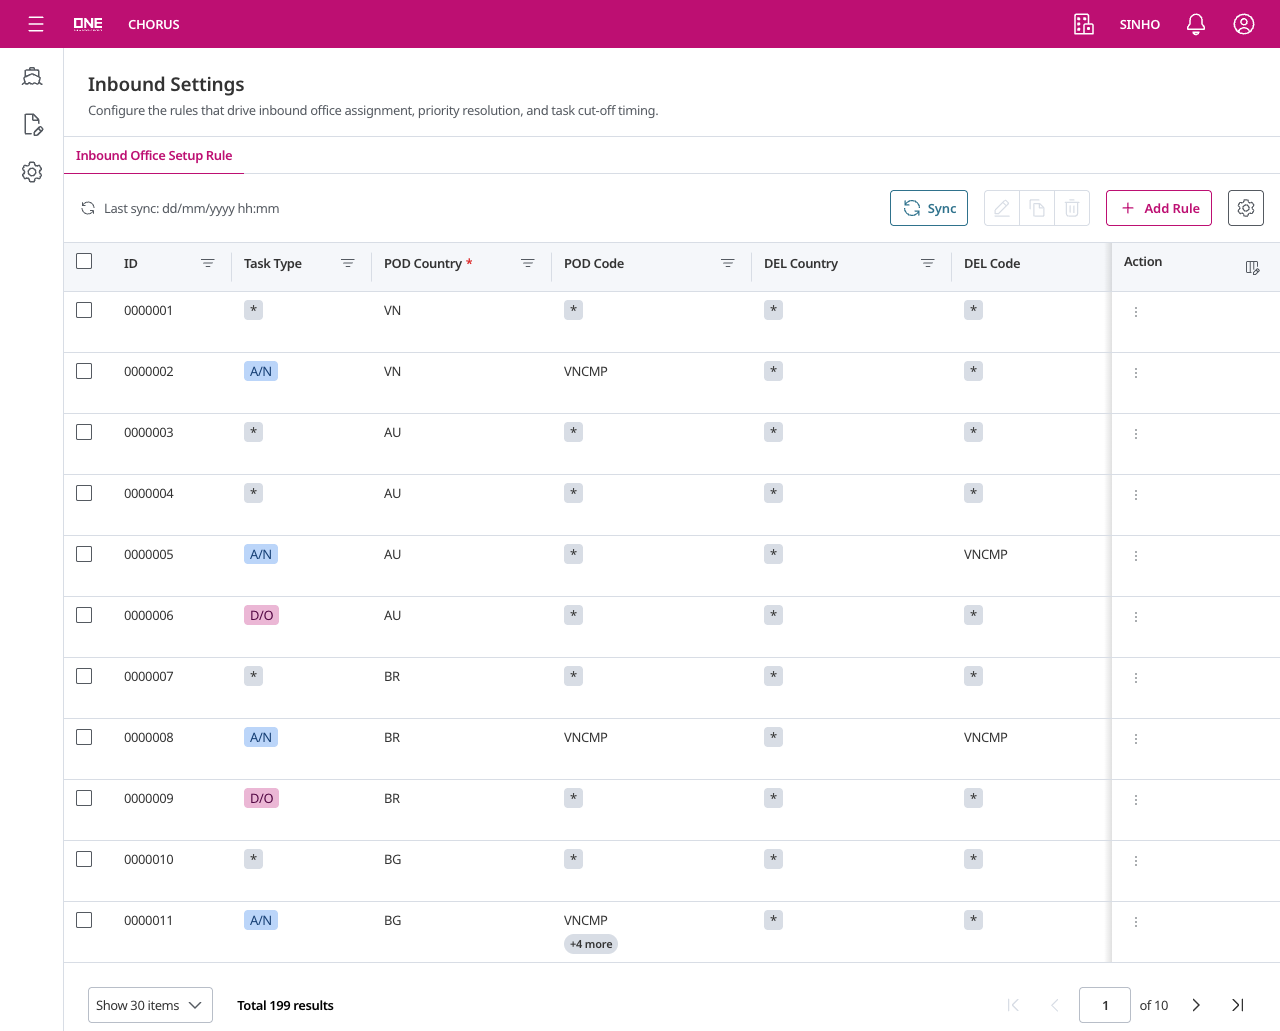 ONE
CHORUS
SINHO
Inbound Settings
Configure the rules that drive inbound office assignment, priority resolution, and task cut-off timing.
Inbound Office Setup Rule
Last sync: dd/mm/yyyy hh:mm
Sync
Add Rule
ID Task Type POD Country * POD Code DEL Country DEL Code Action
0000001 * VN * * *
0000002 A/N VN VNCMP * *
0000003 * AU * * *
0000004 * AU * * *
0000005 A/N AU * * VNCMP
0000006 D/O AU * * *
0000007 * BR * * *
0000008 A/N BR VNCMP * VNCMP
0000009 D/O BR * * *
0000010 * BG * * *
0000011 A/N BG VNCMP * *
+4 more
Show 30 items Total 199 results 1 of 10